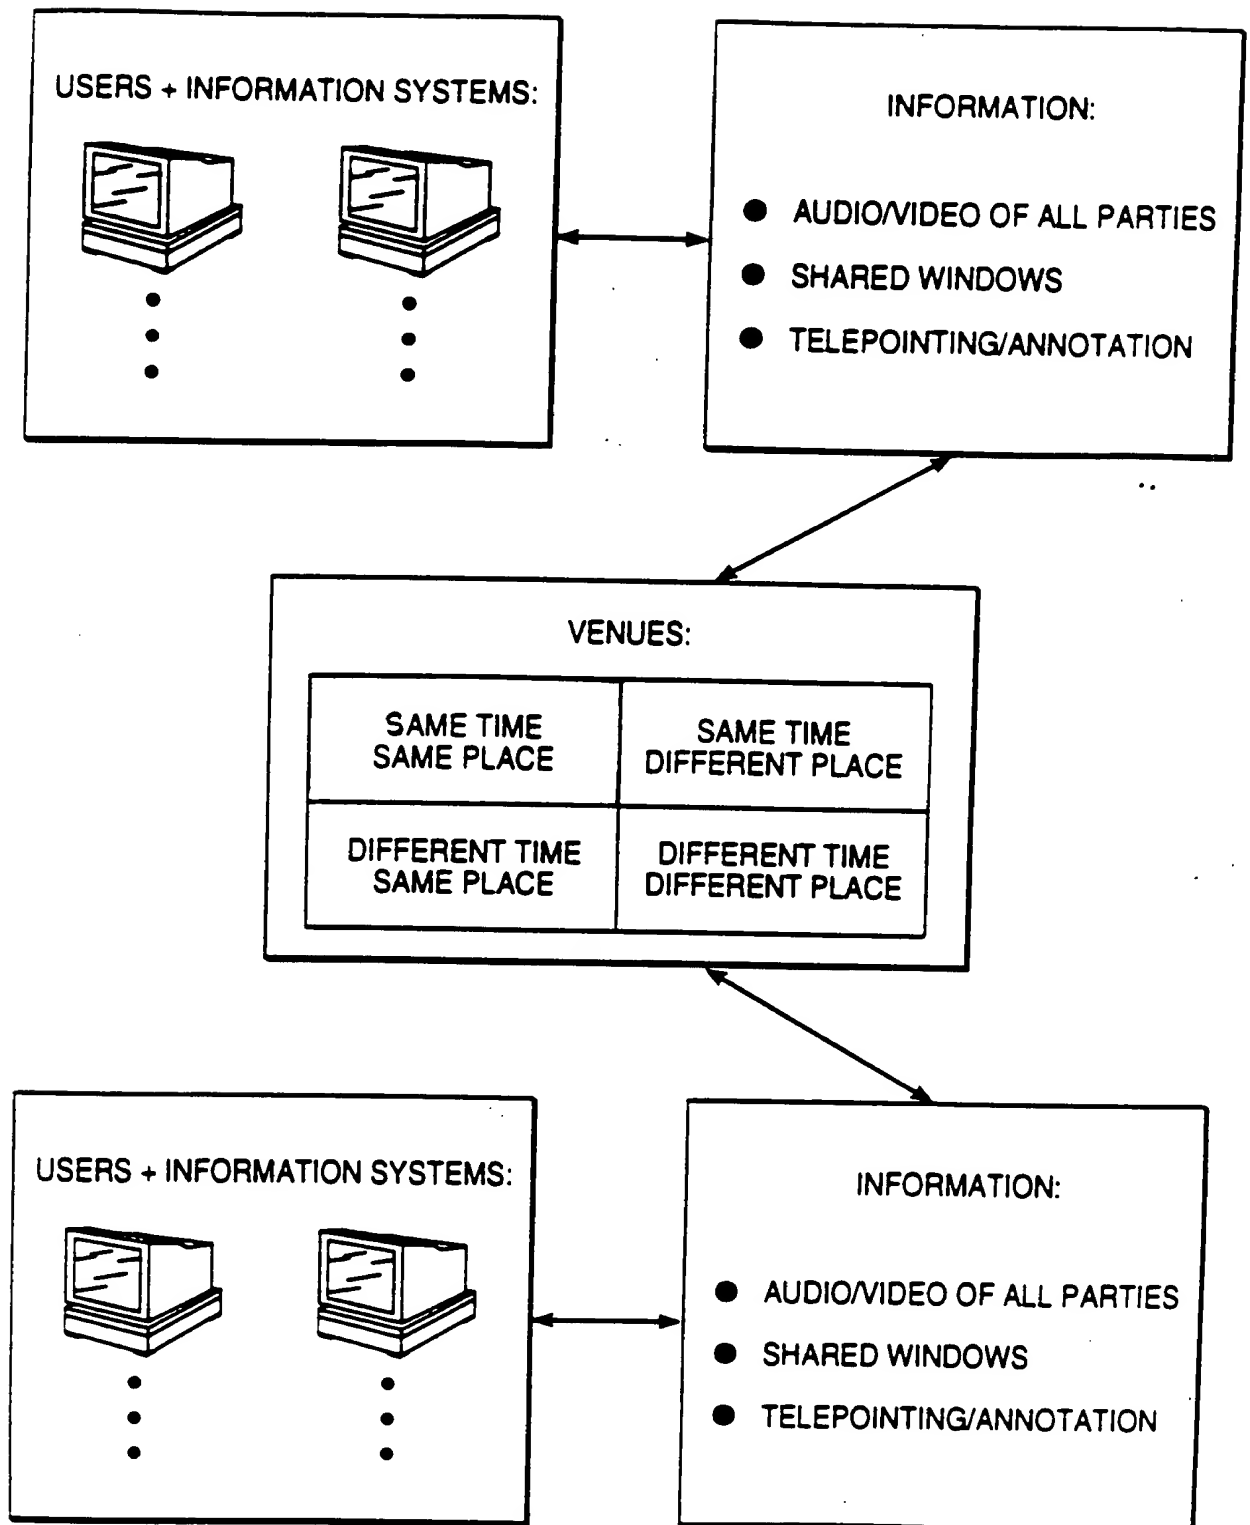 USERS + INFORMATION SYSTEMS:
INFORMATION:
● AUDIO/VIDEO OF ALL PARTIES
● SHARED WINDOWS
● TELEPOINTING/ANNOTATION
VENUES:
SAME TIME
SAME PLACE
SAME TIME
DIFFERENT PLACE
DIFFERENT TIME
SAME PLACE
DIFFERENT TIME
DIFFERENT PLACE
USERS + INFORMATION SYSTEMS:
INFORMATION:
● AUDIO/VIDEO OF ALL PARTIES
● SHARED WINDOWS
● TELEPOINTING/ANNOTATION